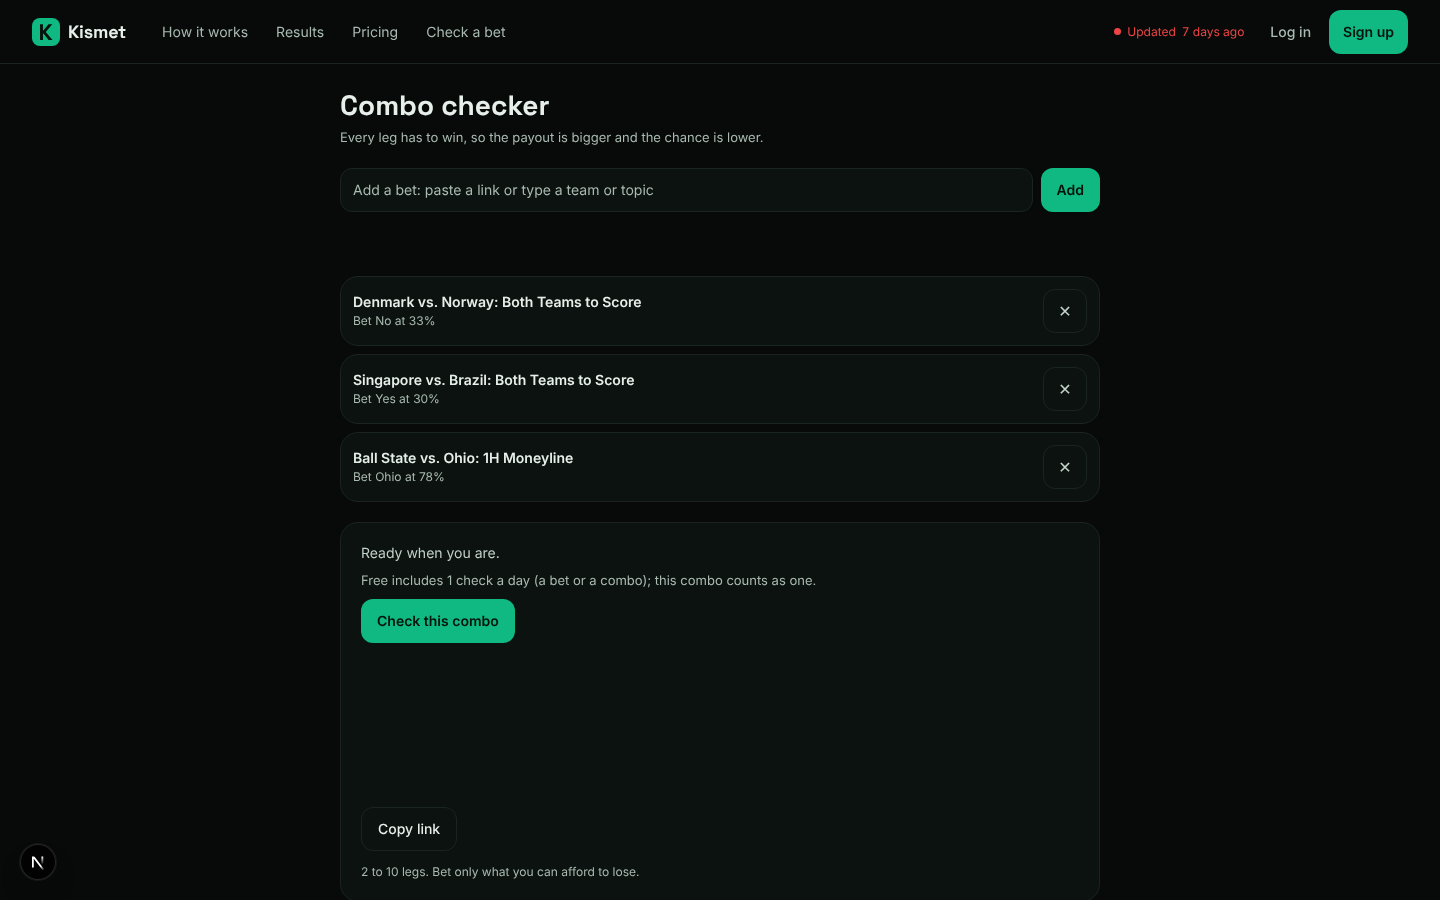 K Kismet
How it works
Results
Pricing
Check a bet
Updated 7 days ago
Log in
Sign up
Combo checker
Every leg has to win, so the payout is bigger and the chance is lower.
Add a bet: paste a link or type a team or topic
Add
Denmark vs. Norway: Both Teams to Score
Bet No at 33%
✕
Singapore vs. Brazil: Both Teams to Score
Bet Yes at 30%
✕
Ball State vs. Ohio: 1H Moneyline
Bet Ohio at 78%
✕
Ready when you are.
Free includes 1 check a day (a bet or a combo); this combo counts as one.
Check this combo
Copy link
N
2 to 10 legs. Bet only what you can afford to lose.